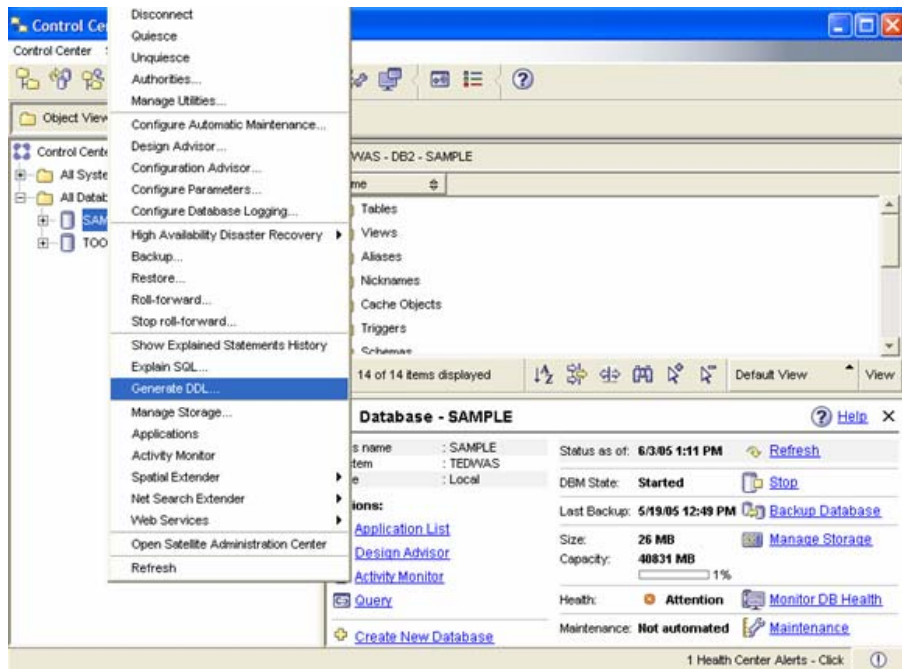 Control Ce
Control Center
Object View
Control Cente
All Syste
All Datab
SAM
TOO
Disconnect
Quiesce
Unquiesce
Authorities...
Manage Utilities...
Configure Automatic Maintenance...
Design Advisor...
Configuration Advisor...
Configure Parameters...
Configure Database Logging...
High Availability Disaster Recovery
Backup...
Restore...
Roll-forward...
Stop roll-forward...
Show Explained Statements History
Explain SQL...
Generate DDL...
Manage Storage...
Applications
Activity Monitor
Spatial Extender
Net Search Extender
Web Services
Open Satellite Administration Center
Refresh
WAS - DB2 - SAMPLE
me
Tables
Views
Aliases
Nicknames
Cache Objects
Triggers
Schemas
14 of 14 items displayed Default View View
Database - SAMPLE Help
s name : SAMPLE
tem : TEDWAS
e : Local
ions:
Application List
Design Advisor
Activity Monitor
Query
Create New Database
Status as of: 6/3/05 1:11 PM Refresh
DBM State: Started Stop
Last Backup: 5/19/05 12:49 PM Backup Database
Size: 26 MB Manage Storage
Capacity: 40831 MB
1%
Health: Attention Monitor DB Health
Maintenance: Not automated Maintenance
1 Health Center Alerts - Click